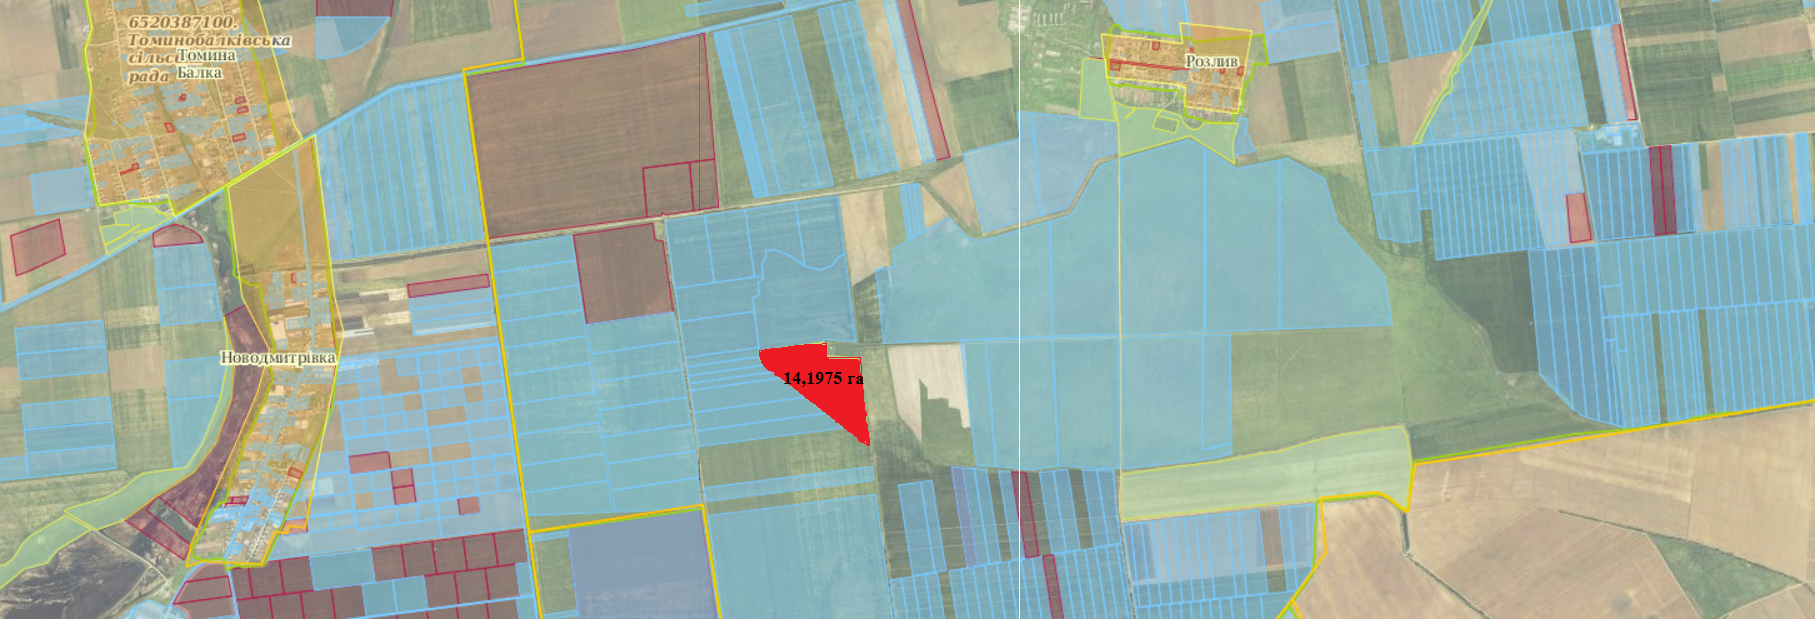 6520387100.
Томинобалківська
сільська
рада
Томина
Балка
Розлив
Новодмитрівка
14,1975 га